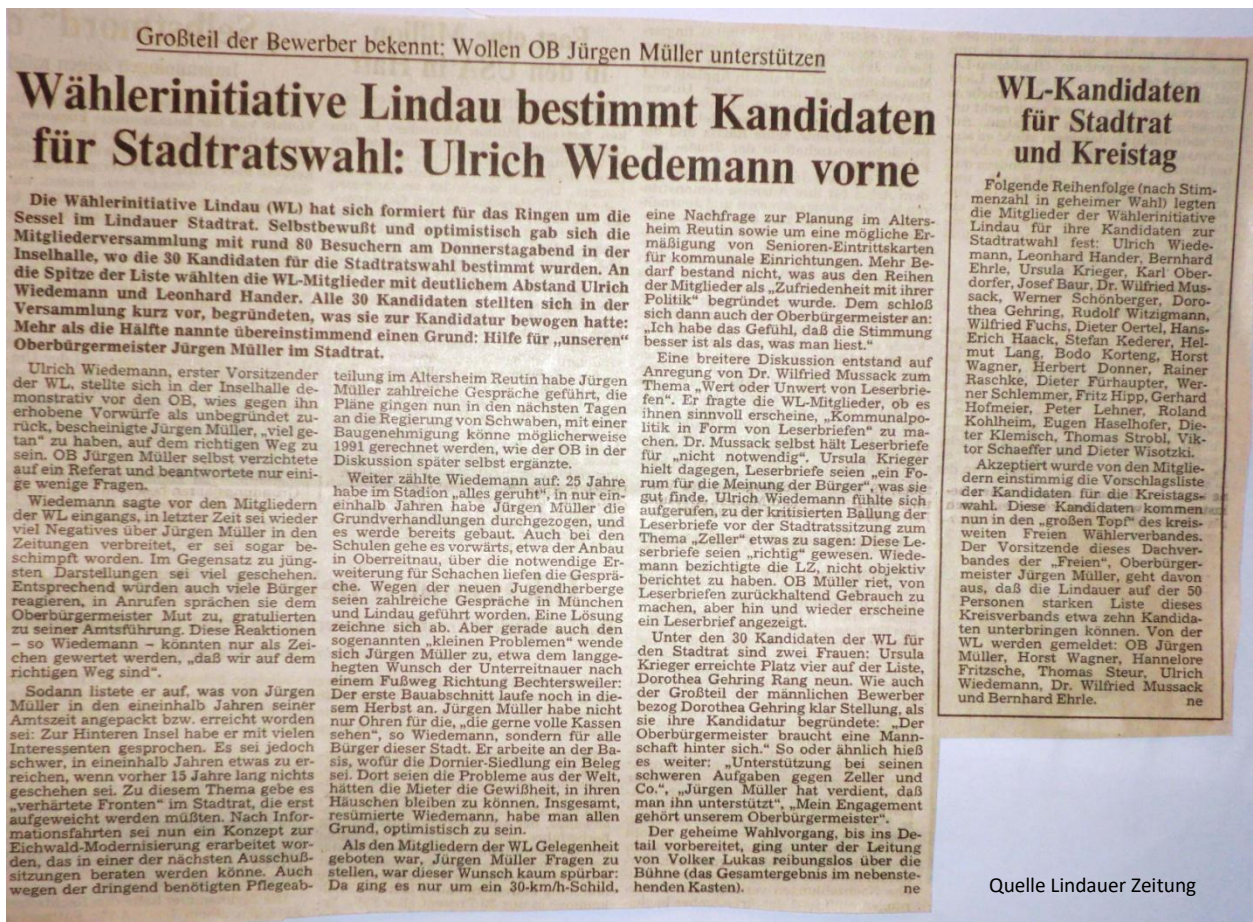 Großteil der Bewerber bekennt: Wollen OB Jürgen Müller unterstützen
Wählerinitiative Lindau bestimmt Kandidaten
für Stadtratswahl: Ulrich Wiedemann vorne
Die Wählerinitiative Lindau (WL) hat sich formiert für das Ringen um die
Sessel im Lindauer Stadtrat. Selbstbewußt und optimistisch gab sich die
Mitgliederversammlung mit rund 80 Besuchern am Donnerstagabend in der
Inselhalle, wo die 30 Kandidaten für die Stadtratswahl bestimmt wurden. An
die Spitze der Liste wählten die WL-Mitglieder mit deutlichem Abstand Ulrich
Wiedemann und Leonhard Hander. Alle 30 Kandidaten stellten sich in der
Versammlung kurz vor, begründeten, was sie zur Kandidatur bewogen hatte:
Mehr als die Hälfte nannte übereinstimmend einen Grund: Hilfe für „unseren“
Oberbürgermeister Jürgen Müller im Stadtrat.
Ulrich Wiedemann, erster Vorsitzender
der WL, stellte sich in der Inselhalle de-
monstrativ vor den OB, wies gegen ihn
erhobene Vorwürfe als unbegründet zu-
rück, bescheinigte Jürgen Müller, „viel ge-
tan“ zu haben, auf dem richtigen Weg zu
sein. OB Jürgen Müller selbst verzichtete
auf ein Referat und beantwortete nur eini-
ge wenige Fragen.
Wiedemann sagte vor den Mitgliedern
der WL eingangs, in letzter Zeit sei wieder
viel Negatives über Jürgen Müller in den
Zeitungen verbreitet, er sei sogar be-
schimpft worden. Im Gegensatz zu jüng-
sten Darstellungen sei viel geschehen.
Entsprechend würden auch viele Bürger
reagieren, in Anrufen sprächen sie dem
Oberbürgermeister Mut zu, gratulierten
zu seiner Amtsführung. Diese Reaktionen
– so Wiedemann – könnten nur als Zei-
chen gewertet werden, „daß wir auf dem
richtigen Weg sind“.
Sodann listete er auf, was von Jürgen
Müller in den eineinhalb Jahren seiner
Amtszeit angepackt bzw. erreicht worden
sei: Zur Hinteren Insel habe er mit vielen
Interessenten gesprochen. Es sei jedoch
schwer, in eineinhalb Jahren etwas zu er-
reichen, wenn vorher 15 Jahre lang nichts
geschehen sei. Zu diesem Thema gebe es
„verhärtete Fronten“ im Stadtrat, die erst
aufgeweicht werden müßten. Nach Infor-
mationsfahrten sei nun ein Konzept zur
Eichwald-Modernisierung erarbeitet wor-
den, das in einer der nächsten Ausschuß-
sitzungen beraten werden könne. Auch
wegen der dringend benötigten Pflegeab-
teilung im Altersheim Reutin habe Jürgen
Müller zahlreiche Gespräche geführt, die
Pläne gingen nun in den nächsten Tagen
an die Regierung von Schwaben, mit einer
Baugenehmigung könne möglicherweise
1991 gerechnet werden, wie der OB in der
Diskussion später selbst ergänzte.
Weiter zählte Wiedemann auf: 25 Jahre
habe im Stadion „alles geruht“, in nur ein-
einhalb Jahren habe Jürgen Müller die
Grundverhandlungen durchgezogen, und
es werde bereits gebaut. Auch bei den
Schulen gehe es vorwärts, etwa der Anbau
in Oberreitnau, über die notwendige Er-
weiterung für Schachen liefen die Gesprä-
che. Wegen der neuen Jugendherberge
seien zahlreiche Gespräche in München
und Lindau geführt worden. Eine Lösung
zeichne sich ab. Aber gerade auch den
sogenannten „kleinen Problemen“ wende
sich Jürgen Müller zu, etwa dem langge-
hegten Wunsch der Unterreitnauer nach
einem Fußweg Richtung Bechtersweiler:
Der erste Bauabschnitt laufe noch in die-
sem Herbst an. Jürgen Müller habe nicht
nur Ohren für die, „die gerne volle Kassen
sehen“, so Wiedemann, sondern für alle
Bürger dieser Stadt. Er arbeite an der Ba-
sis, wofür die Dornier-Siedlung ein Beleg
sei. Dort seien die Probleme aus der Welt,
hätten die Mieter die Gewißheit, in ihren
Häuschen bleiben zu können. Insgesamt,
resümierte Wiedemann, habe man allen
Grund, optimistisch zu sein.
Als den Mitgliedern der WL Gelegenheit
geboten war, Jürgen Müller Fragen zu
stellen, war dieser Wunsch kaum spürbar:
Da ging es nur um ein 30-km/h-Schild,
eine Nachfrage zur Planung im Alters-
heim Reutin sowie um eine mögliche Er-
mäßigung von Senioren-Eintrittskarten
für kommunale Einrichtungen. Mehr Be-
darf bestand nicht, was aus den Reihen
der Mitglieder als „Zufriedenheit mit ihrer
Politik“ begründet wurde. Dem schloß
sich dann auch der Oberbürgermeister an:
„Ich habe das Gefühl, daß die Stimmung
besser ist als das, was man liest.“
Eine breitere Diskussion entstand auf
Anregung von Dr. Wilfried Mussack zum
Thema „Wert oder Unwert von Leserbrie-
fen“. Er fragte die WL-Mitglieder, ob es
ihnen sinnvoll erscheine, „Kommunalpo-
litik in Form von Leserbriefen“ zu ma-
chen. Dr. Mussack selbst hält Leserbriefe
für „nicht notwendig“. Ursula Krieger
hielt dagegen, Leserbriefe seien „ein Fo-
rum für die Meinung der Bürger“, was sie
gut finde. Ulrich Wiedemann fühlte sich
aufgerufen, zu der kritisierten Ballung der
Leserbriefe vor der Stadtratssitzung zum
Thema „Zeller“ etwas zu sagen: Diese Le-
serbriefe seien „richtig“ gewesen. Wiede-
mann bezichtigte die LZ, nicht objektiv
berichtet zu haben. OB Müller riet, von
Leserbriefen zurückhaltend Gebrauch zu
machen, aber hin und wieder erscheine
ein Leserbrief angezeigt.
Unter den 30 Kandidaten der WL für
den Stadtrat sind zwei Frauen: Ursula
Krieger erreichte Platz vier auf der Liste,
Dorothea Gehring Rang neun. Wie auch
der Großteil der männlichen Bewerber
bezog Dorothea Gehring klar Stellung, als
sie ihre Kandidatur begründete: „Der
Oberbürgermeister braucht eine Mann-
schaft hinter sich.“ So oder ähnlich hieß
es weiter: „Unterstützung bei seinen
schweren Aufgaben gegen Zeller und
Co.“, „Jürgen Müller hat verdient, daß
man ihn unterstützt“, „Mein Engagement
gehört unserem Oberbürgermeister“.
Der geheime Wahlvorgang, bis ins De-
tail vorbereitet, ging unter der Leitung
von Volker Lukas reibungslos über die
Bühne (das Gesamtergebnis im nebenste-
henden Kasten). ne
WL-Kandidaten
für Stadtrat
und Kreistag
Folgende Reihenfolge (nach Stim-
menzahl in geheimer Wahl) legten
die Mitglieder der Wählerinitiative
Lindau für ihre Kandidaten zur
Stadtratwahl fest: Ulrich Wiede-
mann, Leonhard Hander, Bernhard
Ehrle, Ursula Krieger, Karl Ober-
dorfer, Josef Baur, Dr. Wilfried Mus-
sack, Werner Schönberger, Doro-
thea Gehring, Rudolf Witzigmann,
Wilfried Fuchs, Dieter Oertel, Hans-
Erich Haack, Stefan Kederer, Hel-
mut Lang, Bodo Korteng, Horst
Wagner, Herbert Donner, Rainer
Raschke, Dieter Fürhaupter, Wer-
ner Schlemmer, Fritz Hipp, Gerhard
Hofmeier, Peter Lehner, Roland
Kohlheim, Eugen Haselhofer, Die-
ter Klemisch, Thomas Strobl, Vik-
tor Schaeffer und Dieter Wisotzki.
Akzeptiert wurde von den Mitglie-
dern einstimmig die Vorschlagsliste
der Kandidaten für die Kreistags-
wahl. Diese Kandidaten kommen
nun in den „großen Topf“ des kreis-
weiten Freien Wählerverbandes.
Der Vorsitzende dieses Dachver-
bandes der „Freien“, Oberbürger-
meister Jürgen Müller, geht davon
aus, daß die Lindauer auf der 50
Personen starken Liste dieses
Kreisverbands etwa zehn Kandida-
ten unterbringen können. Von der
WL werden gemeldet: OB Jürgen
Müller, Horst Wagner, Hannelore
Fritzsche, Thomas Steur, Ulrich
Wiedemann, Dr. Wilfried Mussack
und Bernhard Ehrle. ne
Quelle Lindauer Zeitung